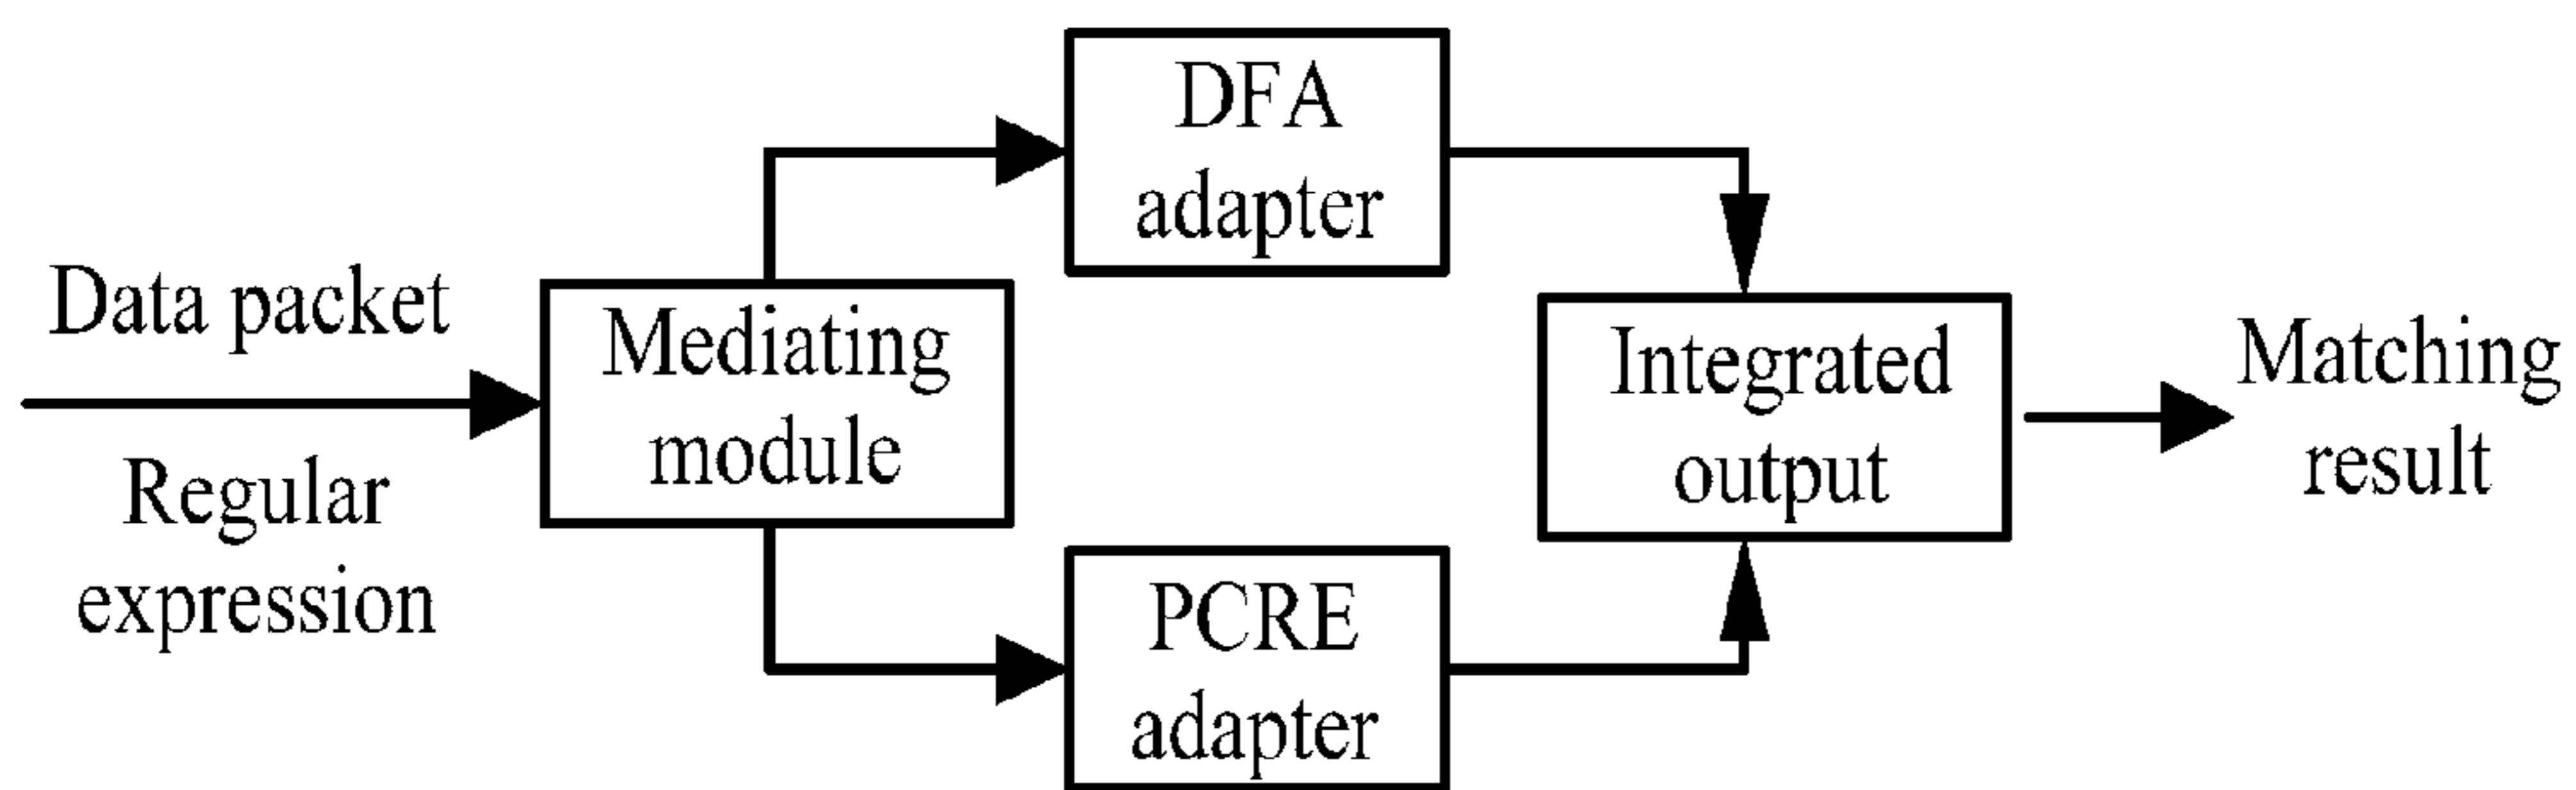 Data packet
Regular
expression
Mediating
module
DFA
adapter
PCRE
adapter
Integrated
output
Matching
result